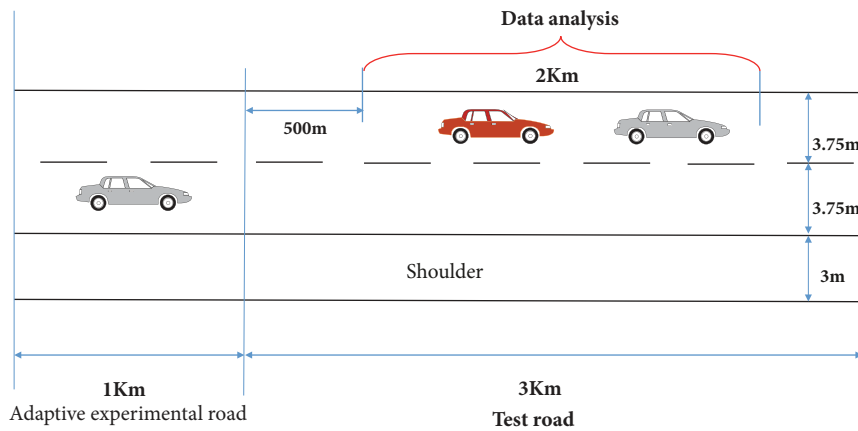 Data analysis
2Km
500m
3.75m
3.75m
Shoulder
3m
1Km
3Km
Adaptive experimental road
Test road